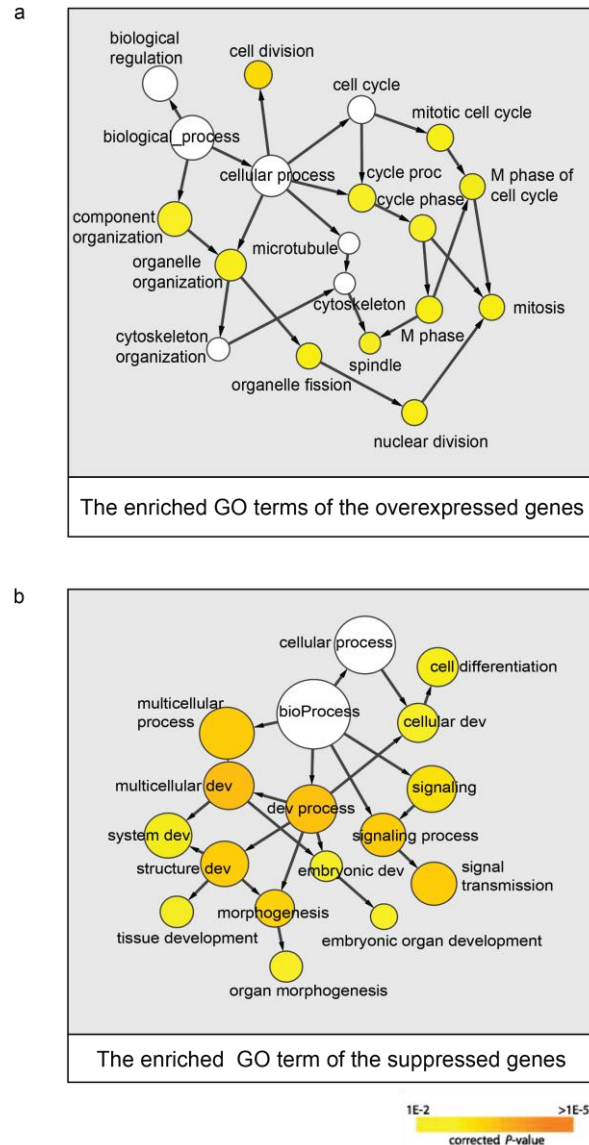 a
biological
regulation
cell division
cell cycle
mitotic cell cycle
biological_process
cellular process
cycle proc
M phase of
cell cycle
cycle phase
component
organization
microtubule
organelle
organization
cytoskeleton
mitosis
M phase
cytoskeleton
organization
spindle
organelle fission
nuclear division
The enriched GO terms of the overexpressed genes
b
cellular process
cell differentiation
multicellular
process
bioProcess
cellular dev
multicellular dev
signaling
dev process
system dev
signaling process
structure dev
embryonic dev
signal
transmission
morphogenesis
tissue development
embryonic organ development
organ morphogenesis
The enriched GO term of the suppressed genes
1E-2 >1E-5
corrected P-value